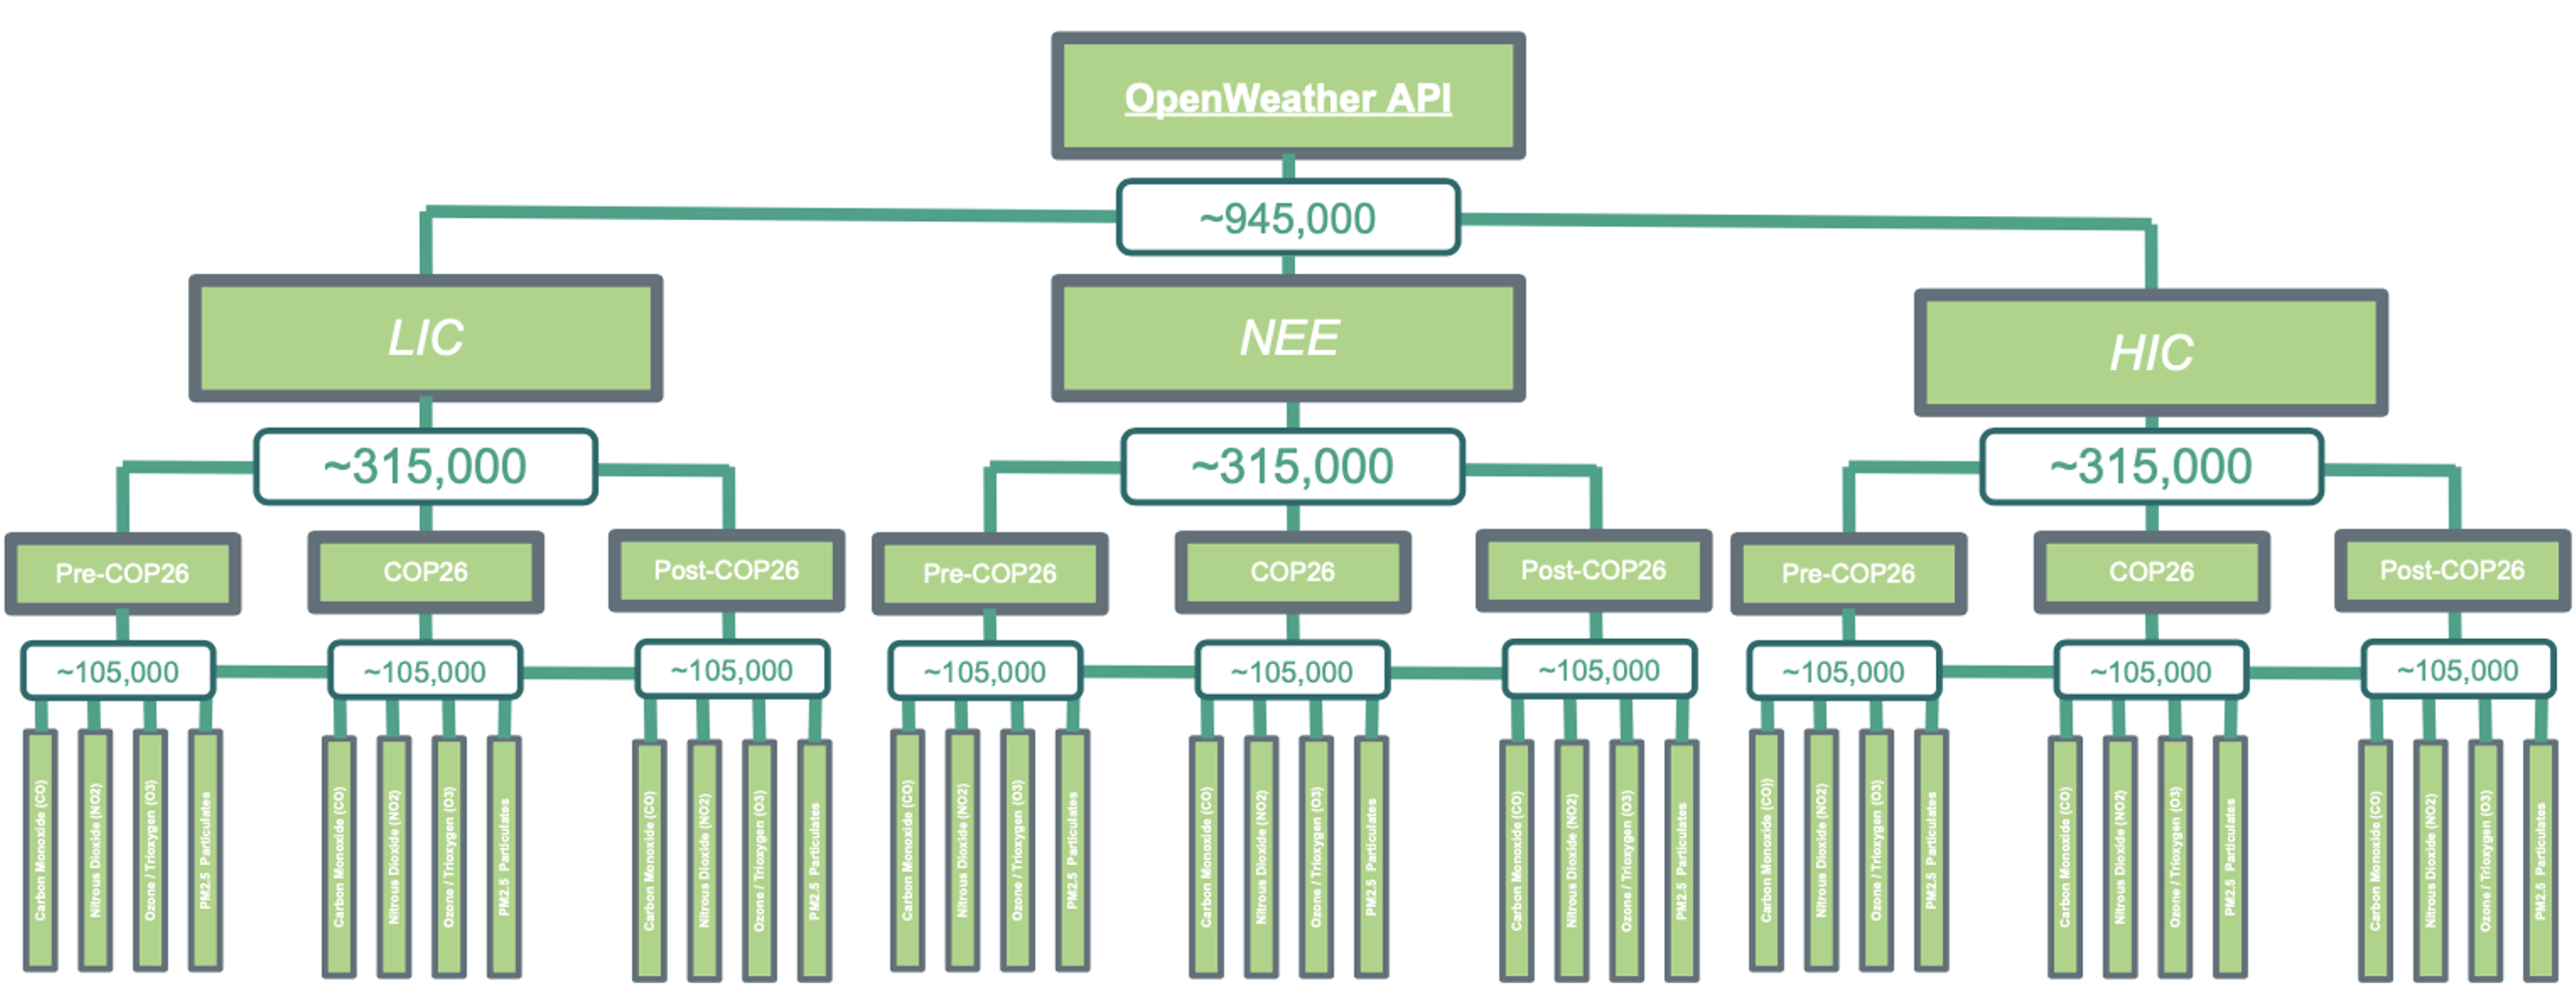 OpenWeather API
~945,000
LIC
NEE
HIC
~315,000
~315,000
~315,000
Pre-COP26
COP26
Post-COP26
Pre-COP26
COP26
Post-COP26
Pre-COP26
COP26
Post-COP26
~105,000
~105,000
~105,000
~105,000
~105,000
~105,000
~105,000
~105,000
~105,000
Carbon Monoxide (CO)
Nitrous Dioxide (NO2)
Ozone / Trioxygen (O3)
PM2.5 Particulates
Carbon Monoxide (CO)
Nitrous Dioxide (NO2)
Ozone / Trioxygen (O3)
PM2.5 Particulates
Carbon Monoxide (CO)
Nitrous Dioxide (NO2)
Ozone / Trioxygen (O3)
PM2.5 Particulates
Carbon Monoxide (CO)
Nitrous Dioxide (NO2)
Ozone / Trioxygen (O3)
PM2.5 Particulates
Carbon Monoxide (CO)
Nitrous Dioxide (NO2)
Ozone / Trioxygen (O3)
PM2.5 Particulates
Carbon Monoxide (CO)
Nitrous Dioxide (NO2)
Ozone / Trioxygen (O3)
PM2.5 Particulates
Carbon Monoxide (CO))
Nitrous Dioxide (NO2)
Ozone / Trioxygen (O3)
PM2.5 Particulates
Carbon Monoxide (CO)
Nitrous Dioxide (NO2)
Ozone / Trioxygen (O3)
PM2.5 Particulates
Carbon Monoxide (CO)
Nitrous Dioxide (NO2)
Ozone / Trioxygen (O3)
PM2.5 Particulates